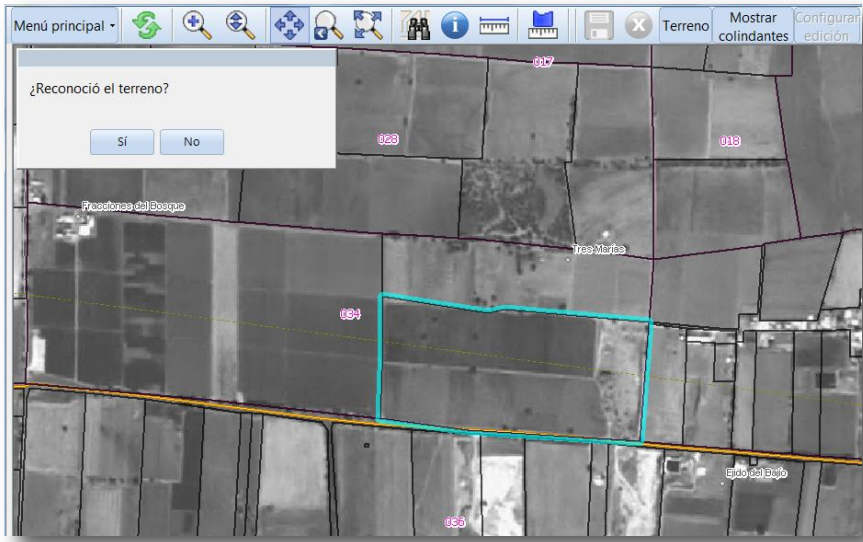 Menú principal
Terreno
Mostrar
colindantes
Configurar
edición
¿Reconoció el terreno?
Sí
No
017
028
018
Fracciones del Bosque
Tres Marías
034
Ejido del Bajío
036